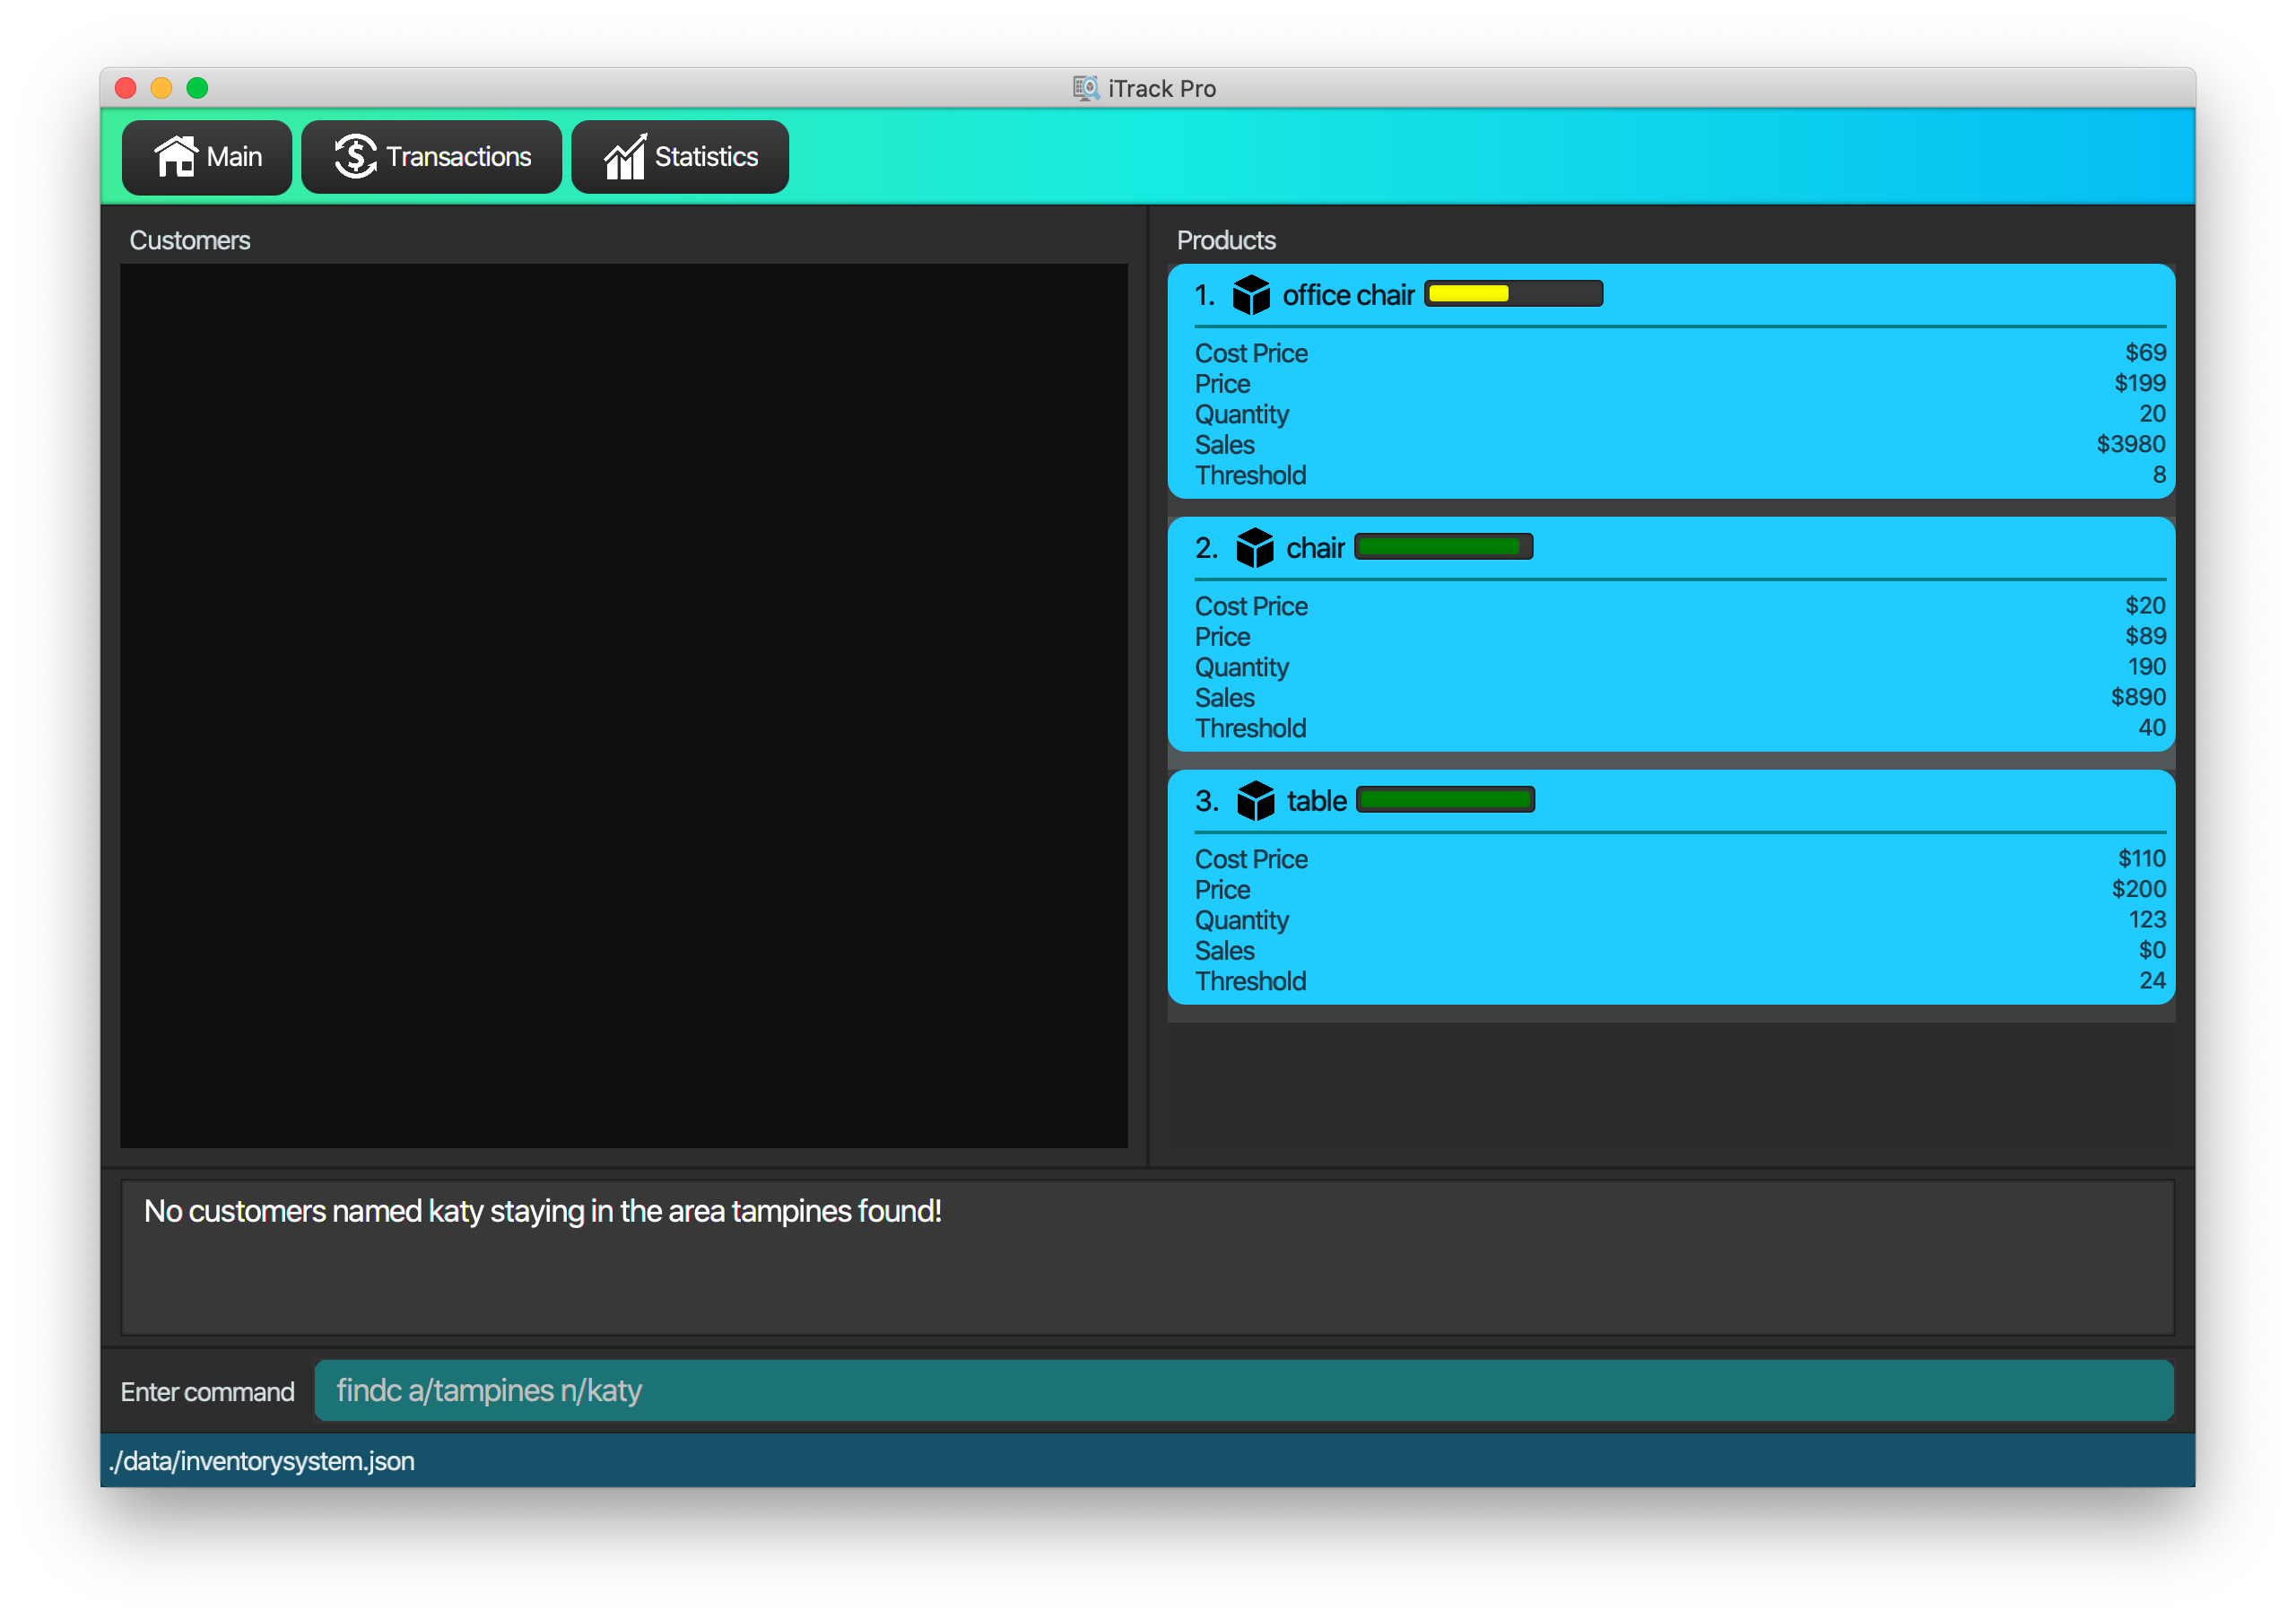 iTrack Pro
Main
Transactions
Statistics
Customers
Products
1. office chair
Cost Price $69
Price $199
Quantity 20
Sales $3980
Threshold 8
2. chair
Cost Price $20
Price $89
Quantity 190
Sales $890
Threshold 40
3. table
Cost Price $110
Price $200
Quantity 123
Sales $0
Threshold 24
No customers named katy staying in the area tampines found!
Enter command findc a/tampines n/katy
./data/inventorysystem.json